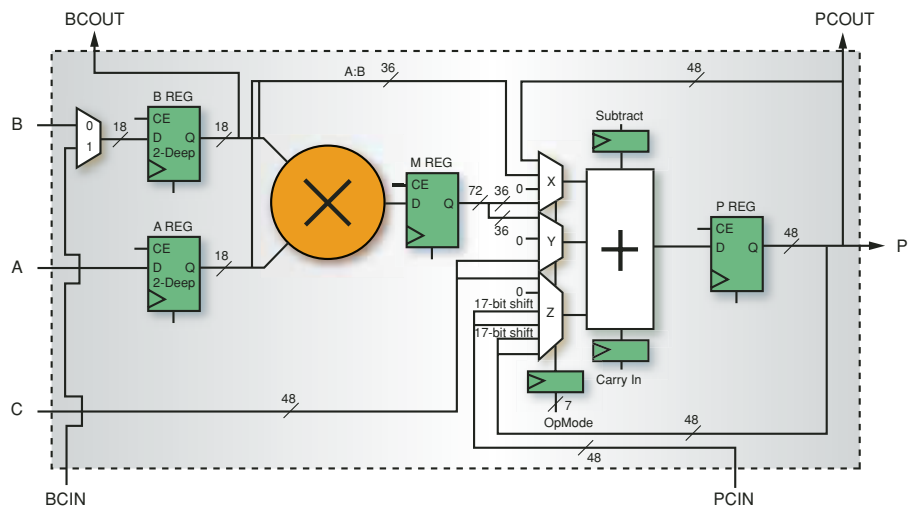 BCOUT
PCOUT
A:B
36
48
B REG
CE
D
Q
2-Deep
B
0
1
18
18
Subtract
M REG
CE
D
Q
72
36
36
0
X
0
Y
P REG
CE
D
Q
48
P
A REG
CE
D
Q
2-Deep
A
18
0
17-bit shift
17-bit shift
Z
Carry In
7
OpMode
C
48
48
48
BCIN
PCIN